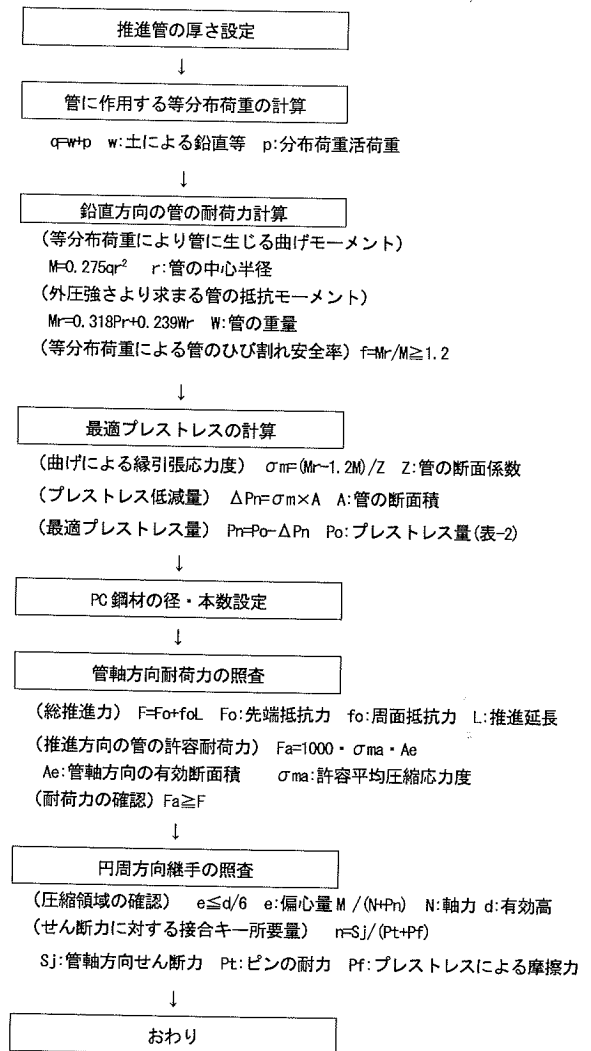 推進管の厚さ設定
↓
管に作用する等分布荷重の計算
q=w+p w:土による鉛直等 p:分布荷重活荷重
↓
鉛直方向の管の耐荷力計算
(等分布荷重により管に生じる曲げモーメント)
M=0.275qr² r:管の中心半径
(外圧強さより求まる管の抵抗モーメント)
Mr=0.318Pr+0.239Wr W:管の重量
(等分布荷重による管のひび割れ安全率) f=Mr/M≧1.2
↓
最適プレストレスの計算
(曲げによる縁引張応力度) σm=(Mr-1.2M)/Z Z:管の断面係数
(プレストレス低減量) ΔPn=σm×A A:管の断面積
(最適プレストレス量) Pn=Po-ΔPn Po:プレストレス量(表-2)
↓
PC鋼材の径・本数設定
↓
管軸方向耐荷力の照査
(総推進力) F=Fo+foL Fo:先端抵抗力 fo:周面抵抗力 L:推進延長
(推進方向の管の許容耐荷力) Fa=1000・σma・Ae
Ae:管軸方向の有効断面積 σma:許容平均圧縮応力度
(耐荷力の確認) Fa≧F
↓
円周方向継手の照査
(圧縮領域の確認) e≦d/6 e:偏心量M /(N+Pn) N:軸力 d:有効高
(せん断力に対する接合キー所要量) n=Sj/(Pt+Pf)
Sj:管軸方向せん断力 Pt:ピンの耐力 Pf:プレストレスによる摩擦力
↓
おわり